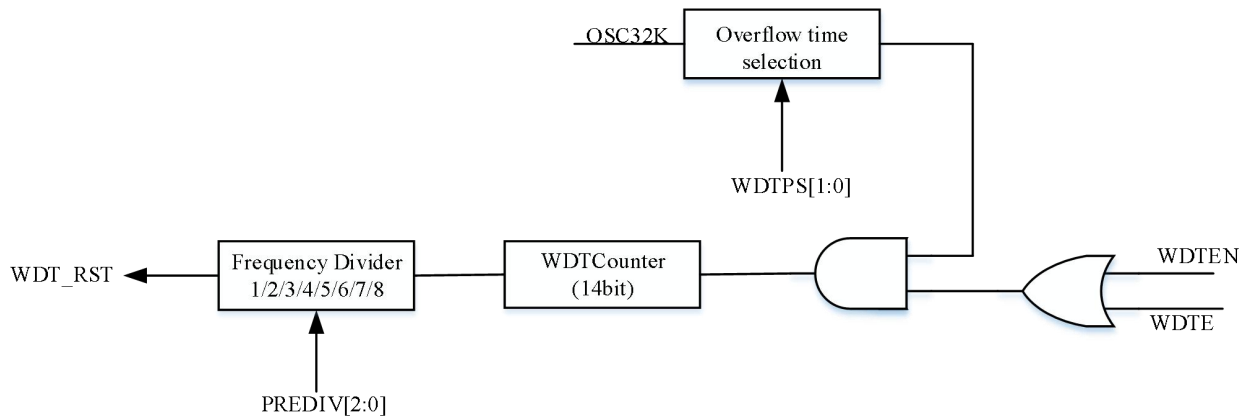 OSC32K
Overflow time
selection
WDTPS[1:0]
WDT_RST
Frequency Divider
1/2/3/4/5/6/7/8
WDTCounter
(14bit)
WDTEN
WDTE
PREDIV[2:0]